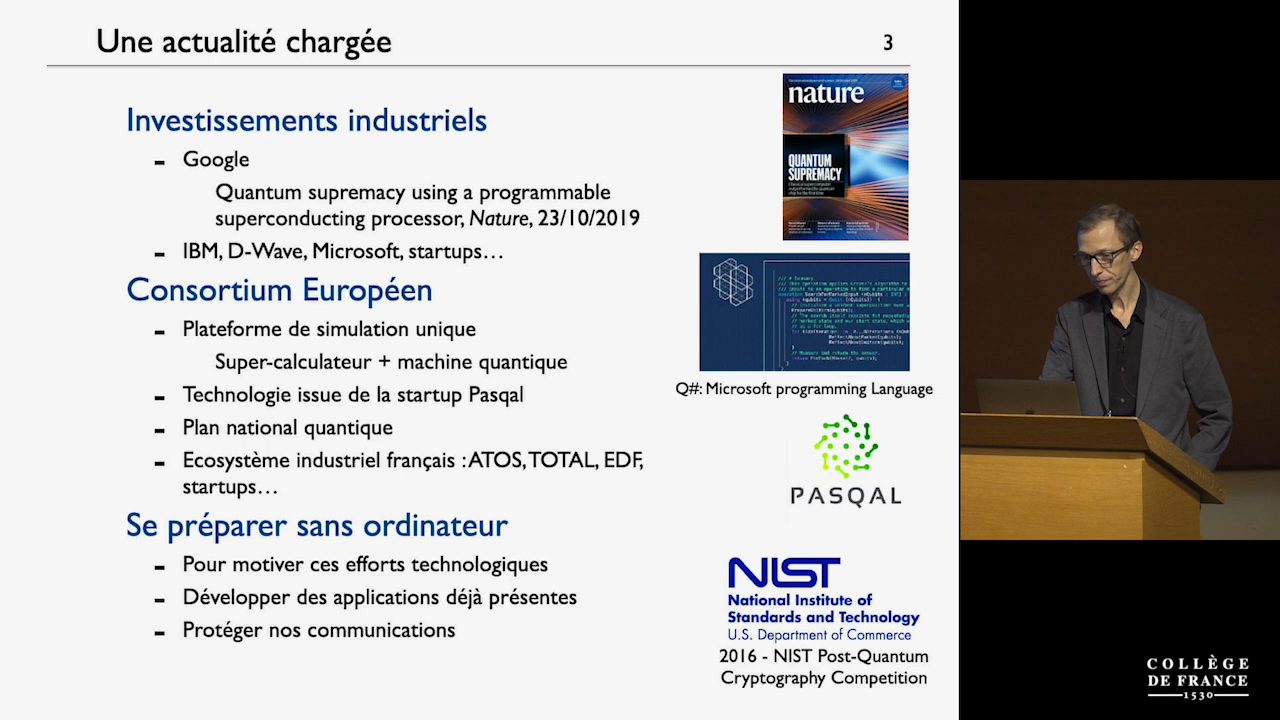 Une actualité chargée
3
Investissements industriels
- Google
Quantum supremacy using a programmable
superconducting processor, Nature, 23/10/2019
- IBM, D-Wave, Microsoft, startups…
nature
QUANTUM
SUPREMACY
Consortium Européen
- Plateforme de simulation unique
Super-calculateur + machine quantique
- Technologie issue de la startup Pasqal
- Plan national quantique
- Ecosystème industriel français : ATOS, TOTAL, EDF,
startups…
Q#: Microsoft programming Language
PASQAL
Se préparer sans ordinateur
- Pour motiver ces efforts technologiques
- Développer des applications déjà présentes
- Protéger nos communications
NIST
National Institute of
Standards and Technology
U.S. Department of Commerce
2016 - NIST Post-Quantum
Cryptography Competition
COLLÈGE
DE FRANCE
1530